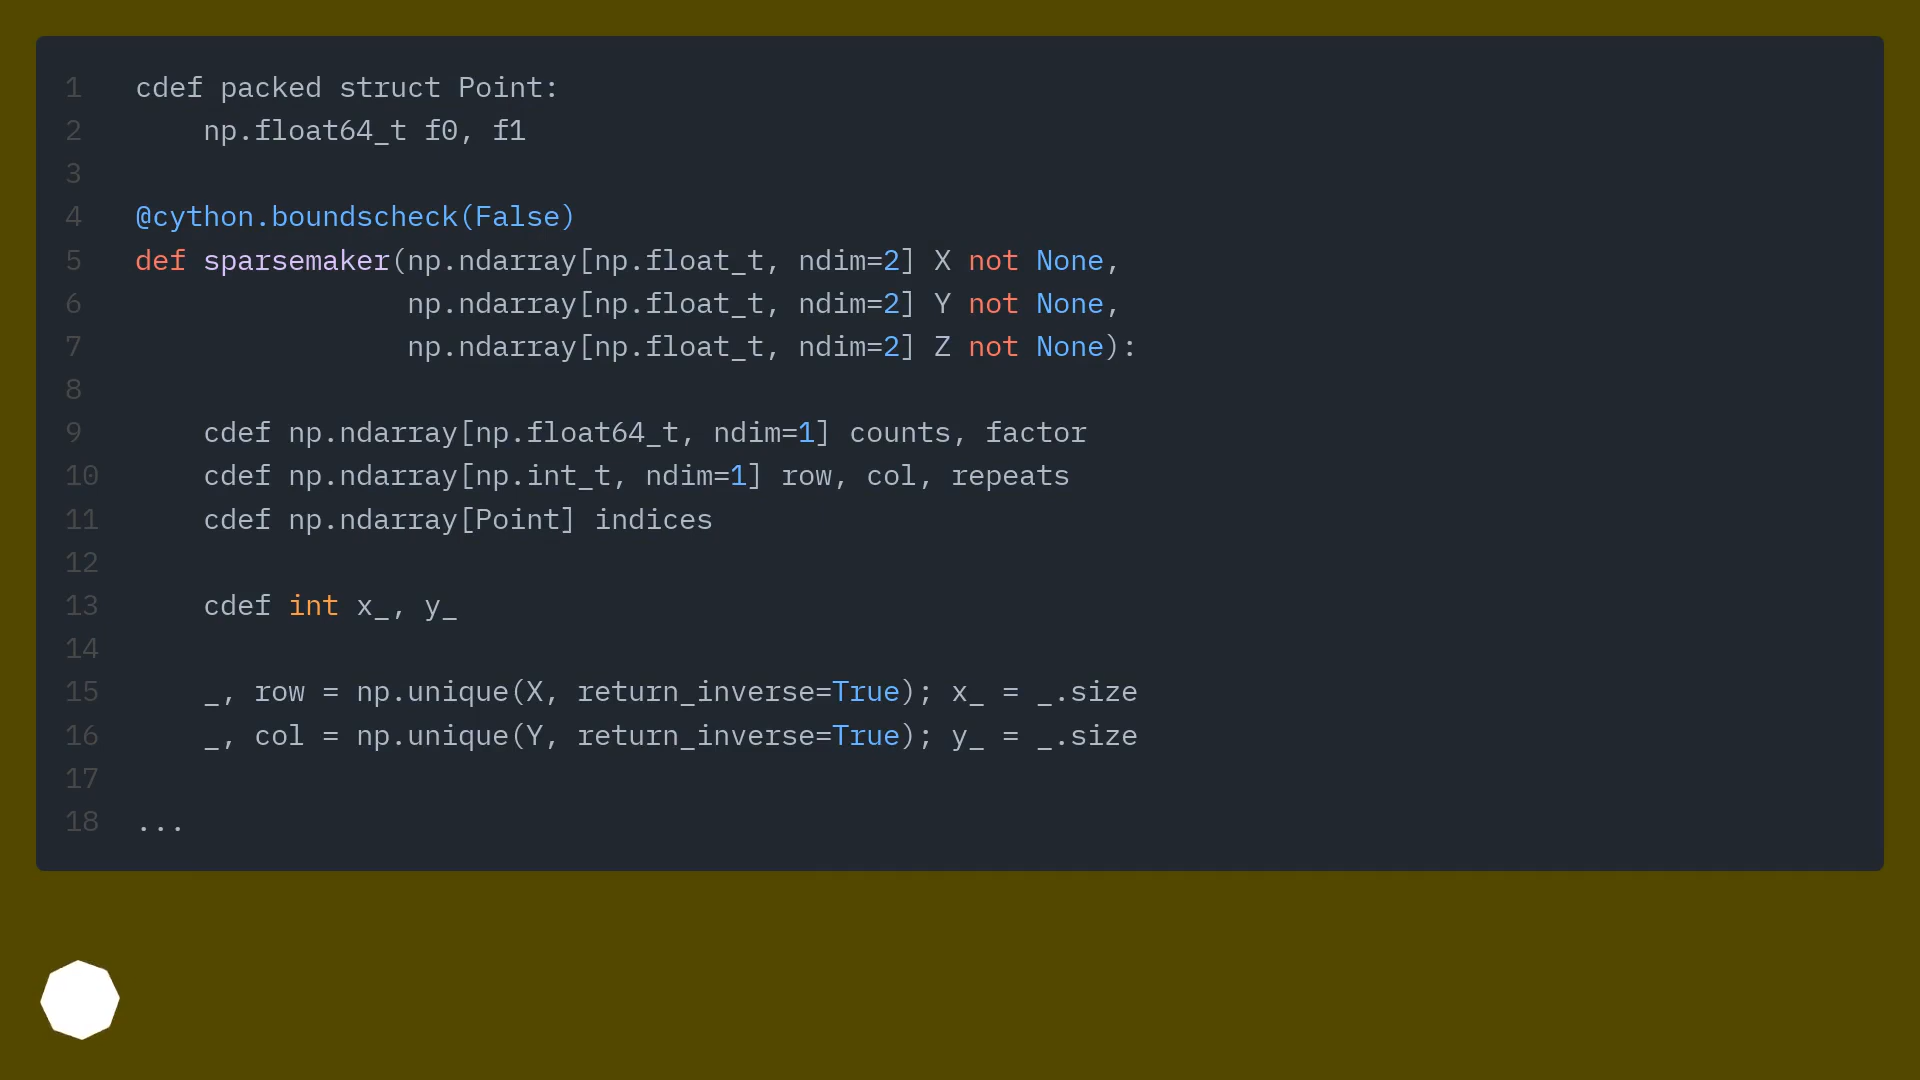 1 cdef packed struct Point:
2     np.float64_t f0, f1
3
4 @cython.boundscheck(False)
5 def sparsemaker(np.ndarray[np.float_t, ndim=2] X not None,
6                 np.ndarray[np.float_t, ndim=2] Y not None,
7                 np.ndarray[np.float_t, ndim=2] Z not None):
8
9     cdef np.ndarray[np.float64_t, ndim=1] counts, factor
10     cdef np.ndarray[np.int_t, ndim=1] row, col, repeats
11     cdef np.ndarray[Point] indices
12
13     cdef int x_, y_
14
15     _, row = np.unique(X, return_inverse=True); x_ = _.size
16     _, col = np.unique(Y, return_inverse=True); y_ = _.size
17
18 ...